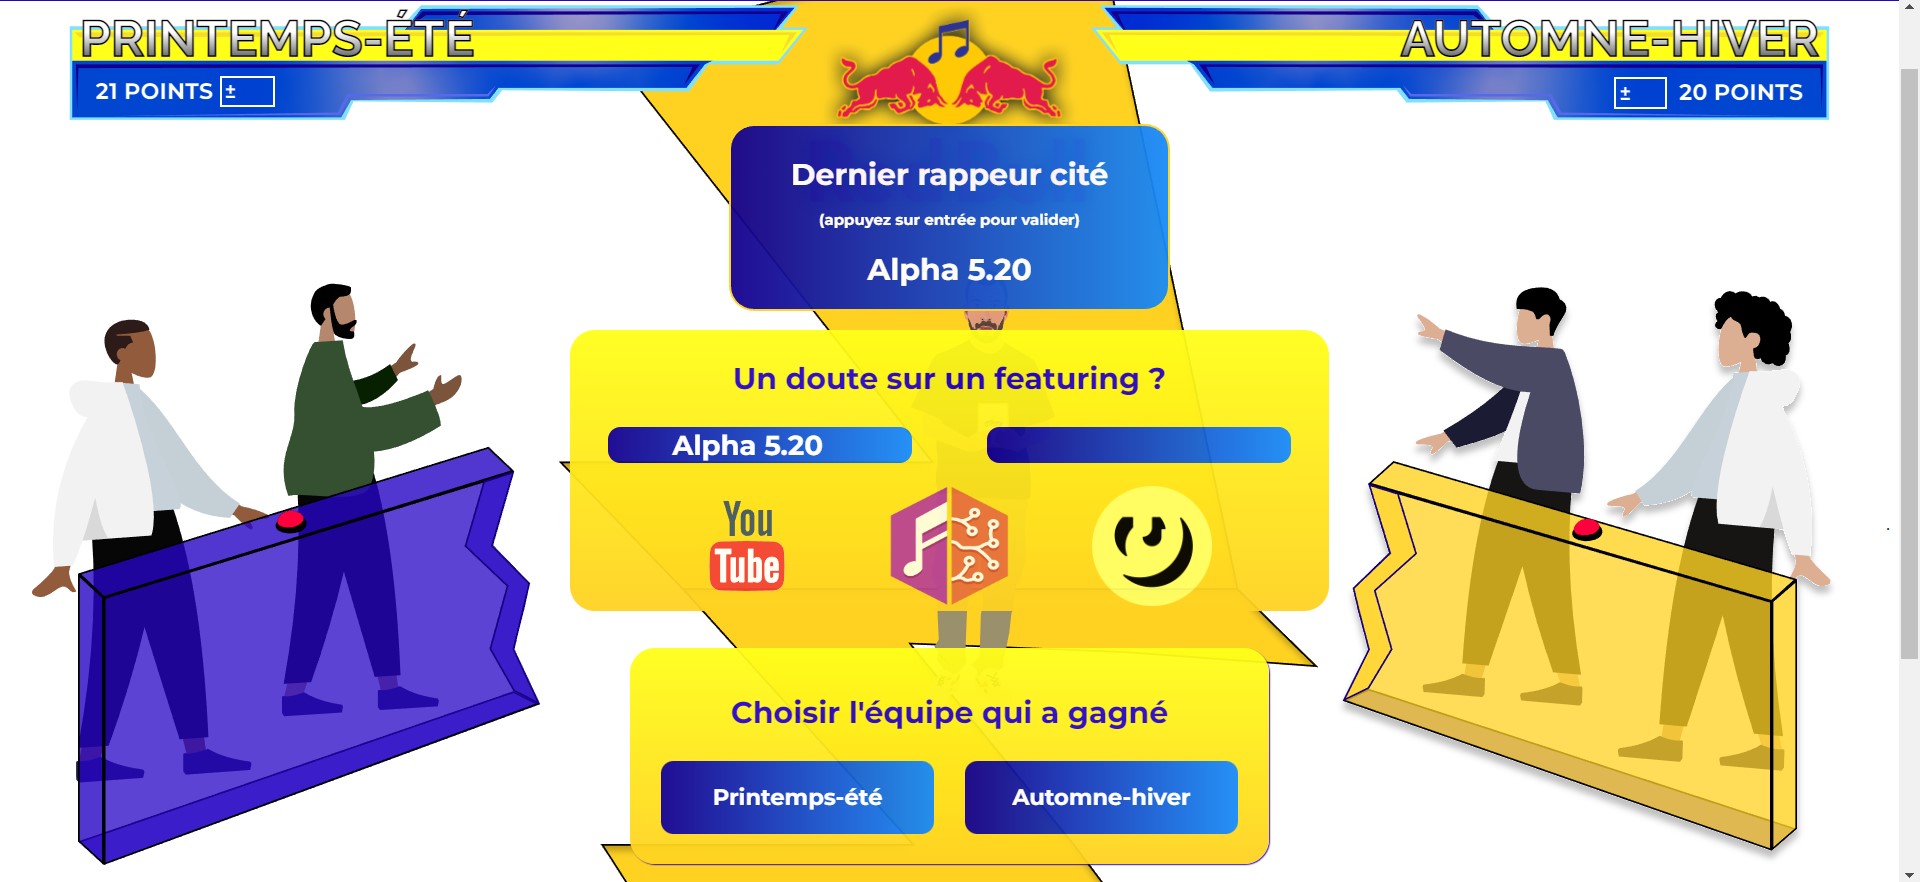 PRINTEMPS-ÉTÉ
21 POINTS ±
AUTOMNE-HIVER
± 20 POINTS
Dernier rappeur cité
(appuyez sur entrée pour valider)
Alpha 5.20
Un doute sur un featuring ?
Alpha 5.20
You
Tube
Choisir l'équipe qui a gagné
Printemps-été
Automne-hiver